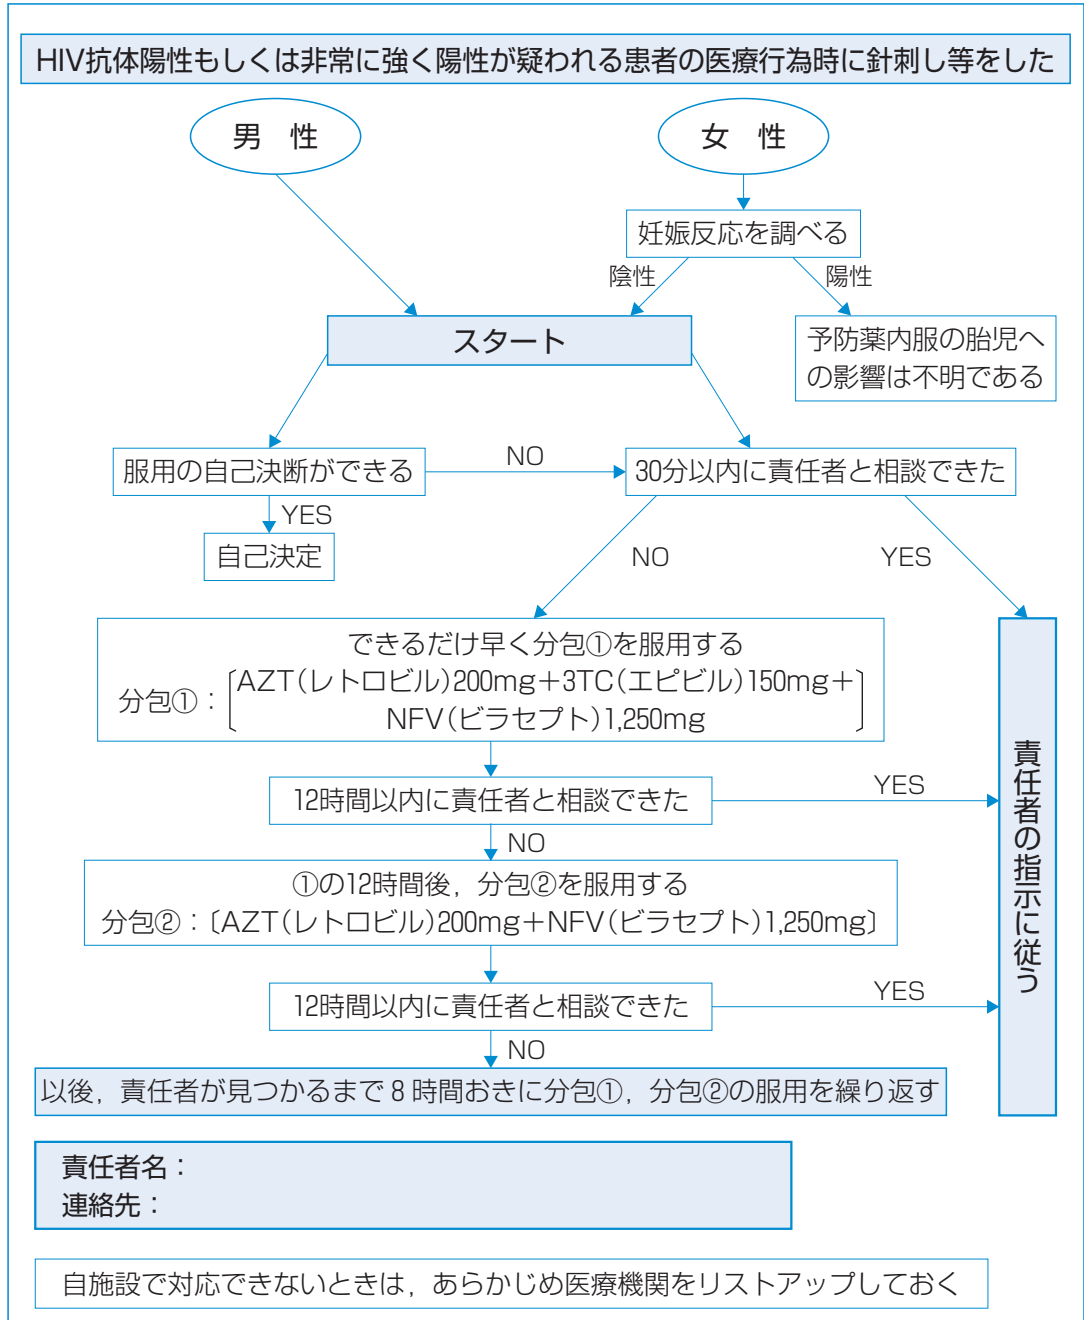 HIV抗体陽性もしくは非常に強く陽性が疑われる患者の医療行為時に針刺し等をした
男 性
女 性
妊娠反応を調べる
陰性
陽性
スタート
予防薬内服の胎児へ
の影響は不明である
服用の自己決断ができる
NO
30分以内に責任者と相談できた
YES
自己決定
NO
YES
できるだけ早く分包①を服用する
分包①：〔AZT（レトロビル）200mg＋3TC（エピビル）150mg＋
NFV（ビラセプト）1,250mg〕
12時間以内に責任者と相談できた
YES
NO
①の12時間後，分包②を服用する
分包②：〔AZT（レトロビル）200mg＋NFV（ビラセプト）1,250mg〕
12時間以内に責任者と相談できた
YES
NO
責任者の指示に従う
以後，責任者が見つかるまで8時間おきに分包①，分包②の服用を繰り返す
責任者名：
連絡先：
自施設で対応できないときは，あらかじめ医療機関をリストアップしておく